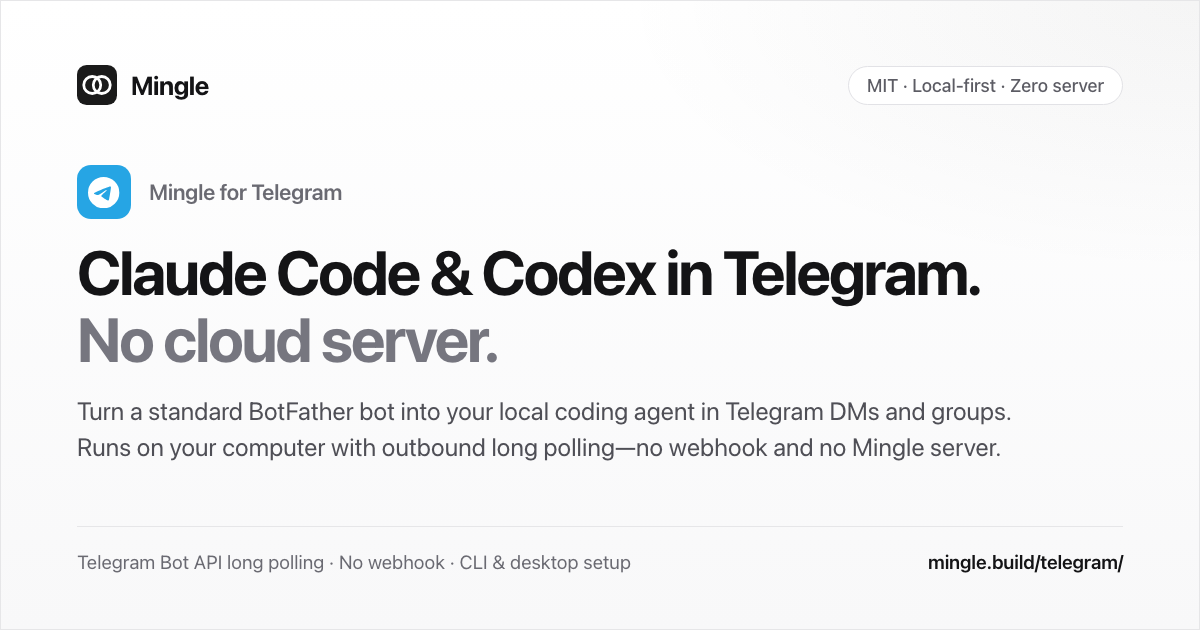 Mingle
MIT · Local-first · Zero server
Mingle for Telegram
Claude Code & Codex in Telegram.
No cloud server.
Turn a standard BotFather bot into your local coding agent in Telegram DMs and groups.
Runs on your computer with outbound long polling—no webhook and no Mingle server.
Telegram Bot API long polling · No webhook · CLI & desktop setup
mingle.build/telegram/